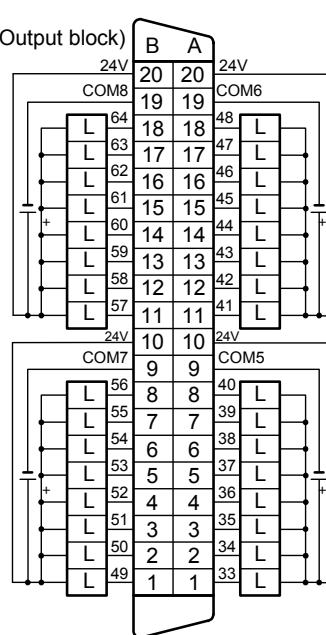 Output block)
B A
24V 20 20 24V
COM8 19 19 COM6
L 64 18 18 48 L
L 63 17 17 47 L
L 62 16 16 46 L
L 61 15 15 45 L
+ L 60 14 14 44 L +
L 59 13 13 43 L
L 58 12 12 42 L
L 57 11 11 41 L
24V 10 10 24V
COM7 9 9 COM5
L 56 8 8 40 L
L 55 7 7 39 L
L 54 6 6 38 L
L 53 5 5 37 L
+ L 52 4 4 36 L +
L 51 3 3 35 L
L 50 2 2 34 L
L 49 1 1 33 L